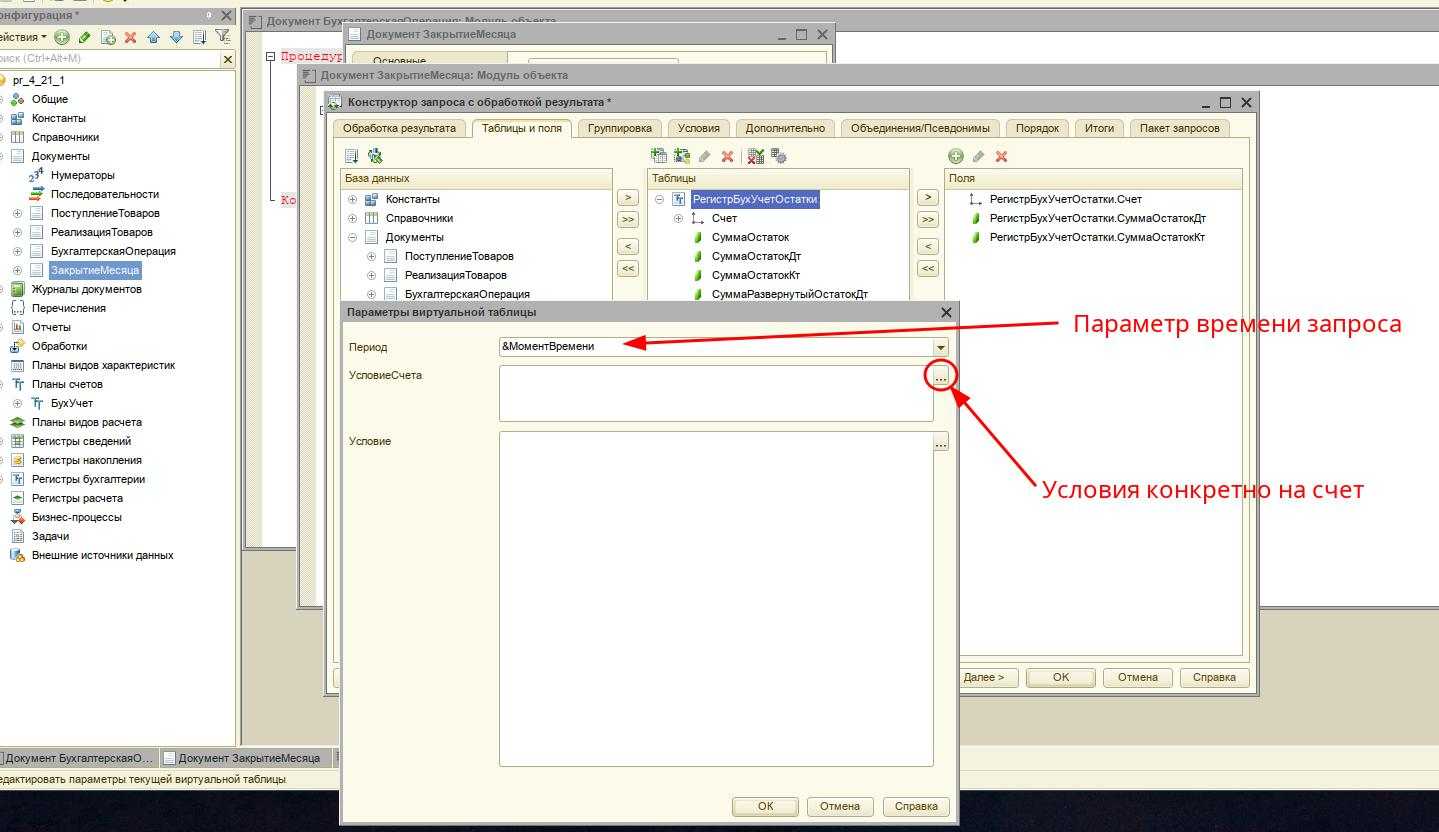 онфигурация *
ействия
оиск (Ctrl+Alt+M)
pr_4_21_1
Общие
Константы
Справочники
Документы
Нумераторы
Последовательности
ПоступлениеТоваров
РеализацияТоваров
БухгалтерскаяОперация
ЗакрытиеМесяца
Журналы документов
Перечисления
Отчеты
Обработки
Планы видов характеристик
Планы счетов
БухУчет
Планы видов расчета
Регистры сведений
Регистры накопления
Регистры бухгалтерии
Регистры расчета
Бизнес-процессы
Задачи
Внешние источники данных
Документ БухгалтерскаяОперация: Модуль объекта
Процедур
Ко
Документ ЗакрытиеМесяца
Основные
Документ ЗакрытиеМесяца: Модуль объекта
Конструктор запроса с обработкой результата *
Обработка результата
Таблицы и поля
Группировка
Условия
Дополнительно
Объединения/Псевдонимы
Порядок
Итоги
Пакет запросов
База данных
Константы
Справочники
Документы
ПоступлениеТоваров
РеализацияТоваров
БухгалтерскаяОперация
>
>>
<
<<
Таблицы
РегистрБухУчетОстатки
Счет
СуммаОстаток
СуммаОстатокДт
СуммаОстатокКт
СуммаРазвернутыйОстатокДт
>
>>
<
<<
Поля
РегистрБухУчетОстатки.Счет
РегистрБухУчетОстатки.СуммаОстатокДт
РегистрБухУчетОстатки.СуммаОстатокКт
Параметры виртуальной таблицы
Период
&МоментВремени
УсловиеСчета
...
Условие
...
Параметр времени запроса
Условия конкретно на счет
Далее >
OK
Отмена
Справка
ОК
Отмена
Справка
Документ БухгалтерскаяО...
Документ ЗакрытиеМесяца
едактировать параметры текущей виртуальной таблицы